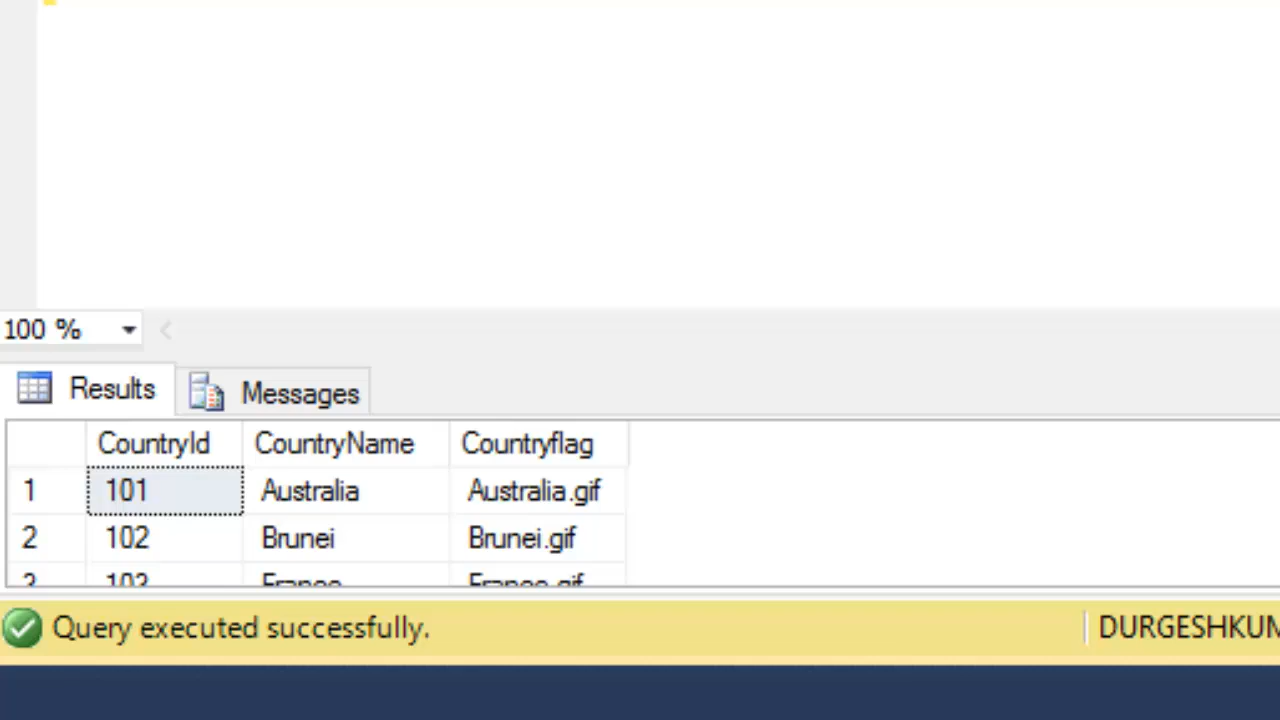 100 %
Results Messages
CountryId CountryName Countryflag
1 101 Australia Australia.gif
2 102 Brunei Brunei.gif
Query executed successfully. DURGESHKUM